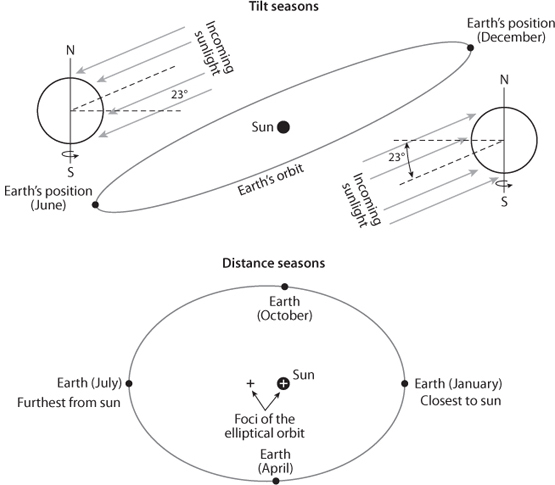 Tilt seasons
Incoming
sunlight
N
23°
S
Earth's position
(June)
Sun
Earth's orbit
Earth's position
(December)
N
23°
S
Incoming
sunlight
Distance seasons
Earth
(October)
Earth (July)
Furthest from sun
+
+
Sun
Earth (January)
Closest to sun
Foci of the
elliptical orbit
Earth
(April)